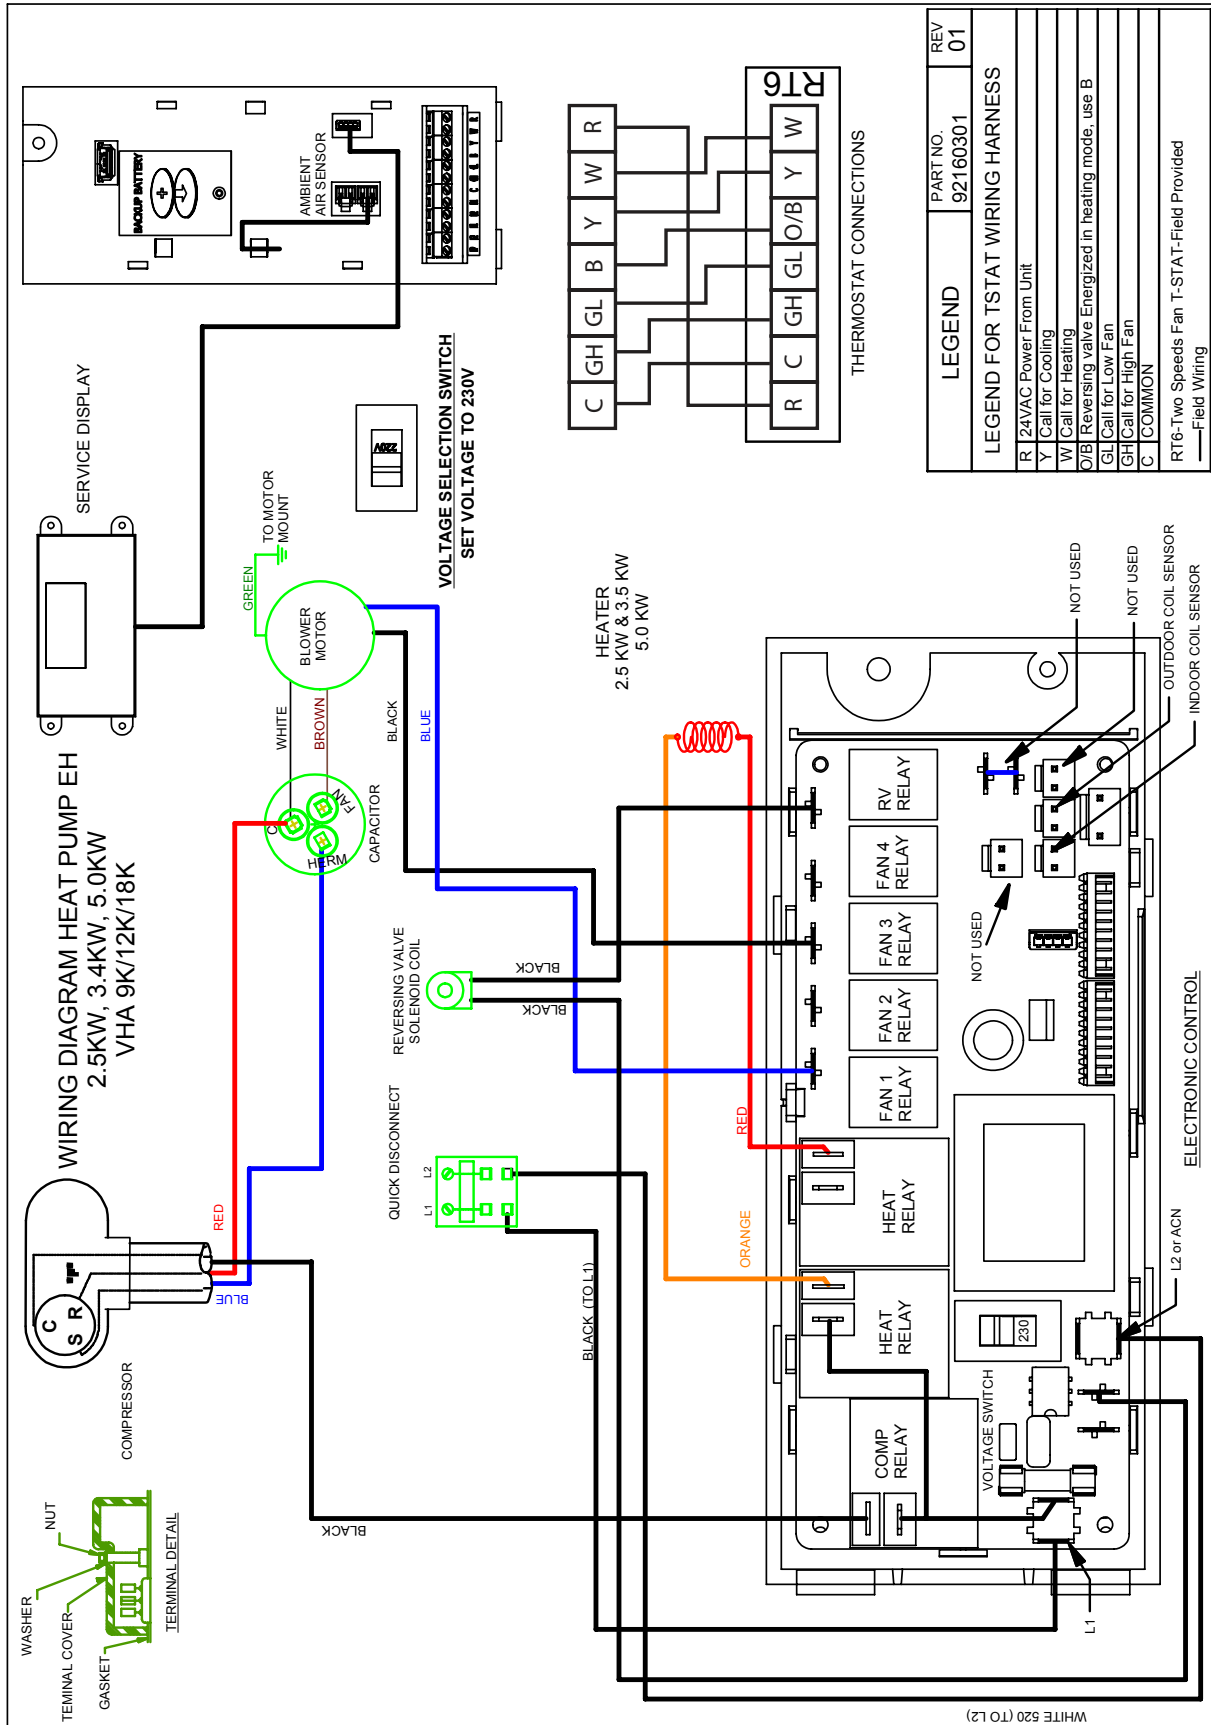 WIRING DIAGRAM HEAT PUMP EH
2.5KW, 3.4KW, 5.0KW
VHA 9K/12K/18K
WASHER
NUT
TEMINAL COVER
GASKET
TERMINAL DETAIL
COMPRESSOR
C
S R
RED
BLUE
BLACK
SERVICE DISPLAY
GREEN
TO MOTOR
MOUNT
BLOWER
MOTOR
WHITE
BROWN
C
FAN
HERM
CAPACITOR
BLACK
BLUE
BACKUP BATTERY
+
AMBIENT
AIR SENSOR
220V
VOLTAGE SELECTION SWITCH
SET VOLTAGE TO 230V
REVERSING VALVE
SOLENOID COIL
BLACK
BLACK
QUICK DISCONNECT
L1
L2
BLACK (TO L1)
WHITE 520 (TO L2)
HEATER
2.5 KW & 3.5 KW
5.0 KW
ORANGE
RED
COMP
RELAY
HEAT
RELAY
HEAT
RELAY
FAN 1
RELAY
FAN 2
RELAY
FAN 3
RELAY
FAN 4
RELAY
RV
RELAY
VOLTAGE SWITCH
230
L1
L2 or ACN
NOT USED
NOT USED
NOT USED
OUTDOOR COIL SENSOR
INDOOR COIL SENSOR
ELECTRONIC CONTROL
C GH GL B Y W R
R C GH GL O/B Y W
RT6
THERMOSTAT CONNECTIONS
LEGEND
PART NO.
92160301
REV
01
LEGEND FOR TSTAT WIRING HARNESS
R 24VAC Power From Unit
Y Call for Cooling
W Call for Heating
O/B Reversing valve Energized in heating mode, use B
GL Call for Low Fan
GH Call for High Fan
C COMMON
RT6-Two Speeds Fan T-STAT-Field Provided
Field Wiring